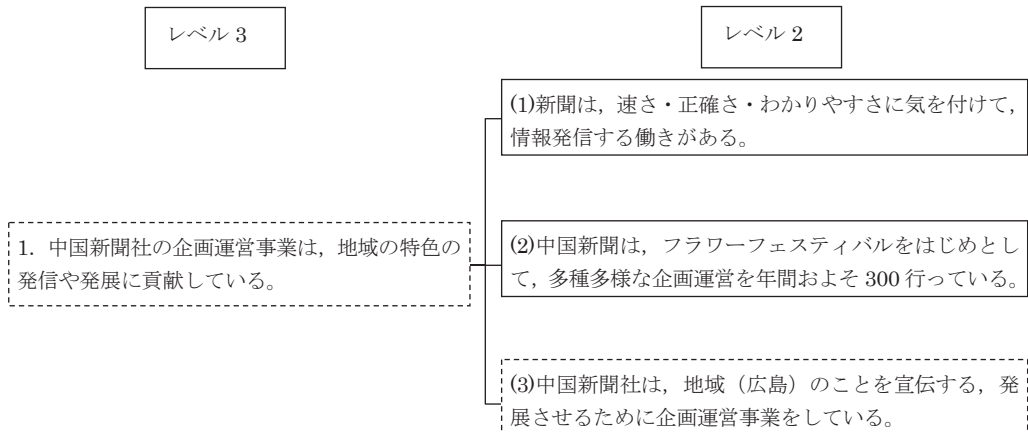 レベル 3
レベル 2
(1)新聞は，速さ・正確さ・わかりやすさに気を付けて，
情報発信する働きがある。
1. 中国新聞社の企画運営事業は，地域の特色の
発信や発展に貢献している。
(2)中国新聞は，フラワーフェスティバルをはじめとし
て，多種多様な企画運営を年間およそ 300 行っている。
(3)中国新聞社は，地域（広島）のことを宣伝する，発
展させるために企画運営事業をしている。